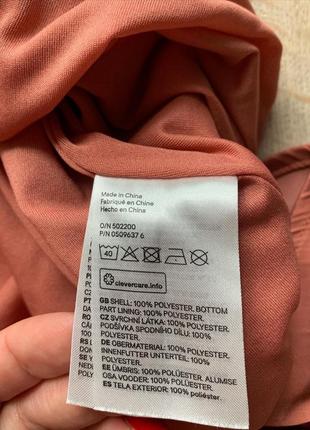 Made in China
Fabriqué en China
Hecho en China
O/N 502200
P/N 0509637 6
40
clevercare.info
GB SHELL: 100% POLYESTER, BOTTOM
PART LINING: 100% POLYESTER
CZ SVRCHNÍ LÁTKA: 100% POLYESTER,
PODŠÍVKA SPODNÍHO DÍLU: 100%
POLYESTER
DE OBERMATERIAL: 100% POLYESTER,
INNENFUTTER UNTERTEIL: 100%
POLYESTER
EE ÜMBRIS: 100% POLÜESTER, ALUMISE
OSA VOODER: 100% POLÜESTER
ES TELA EXTERIOR: 100% poliéster,